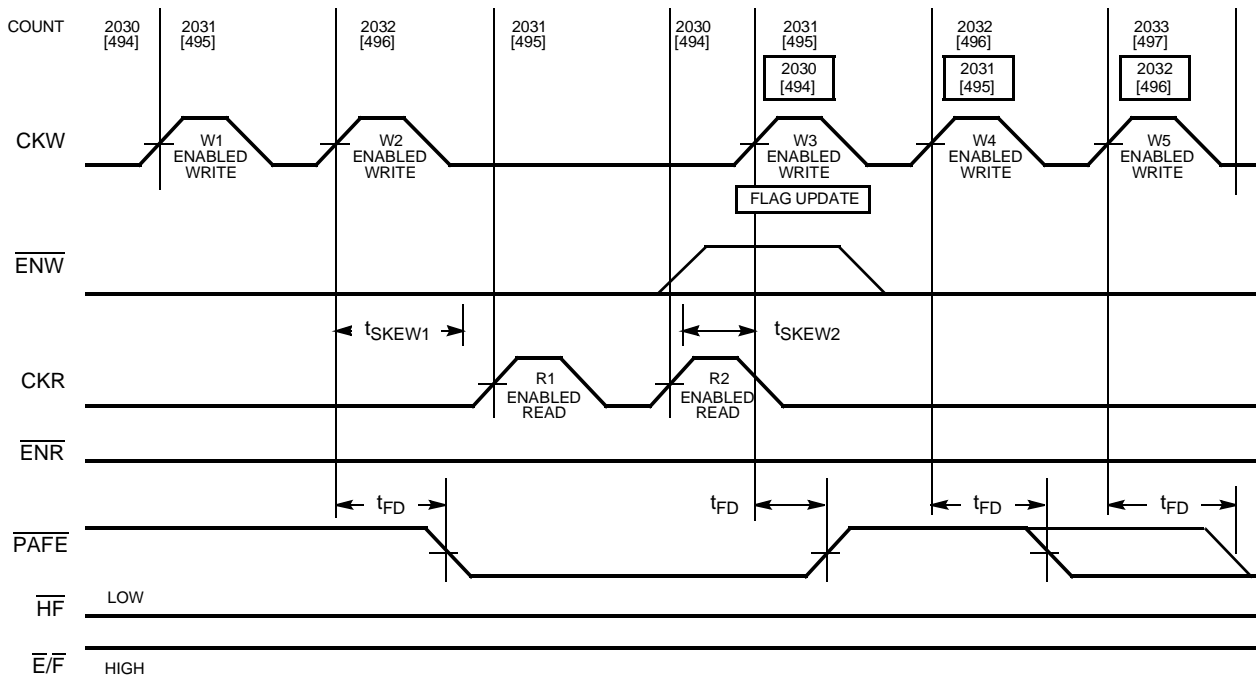 COUNT
2030 2031 2032 2031 2030 2031 2032 2033
[494] [495] [496] [495] [494] [495] [496] [497]
2030 2031 2032
[494] [495] [496]
CKW
W1 ENABLED WRITE
W2 ENABLED WRITE
W3 ENABLED WRITE
W4 ENABLED WRITE
W5 ENABLED WRITE
FLAG UPDATE
ENW
tSKEW1
tSKEW2
CKR
R1 ENABLED READ
R2 ENABLED READ
ENR
tFD
tFD
tFD
tFD
PAFE
HF
LOW
E/F
HIGH